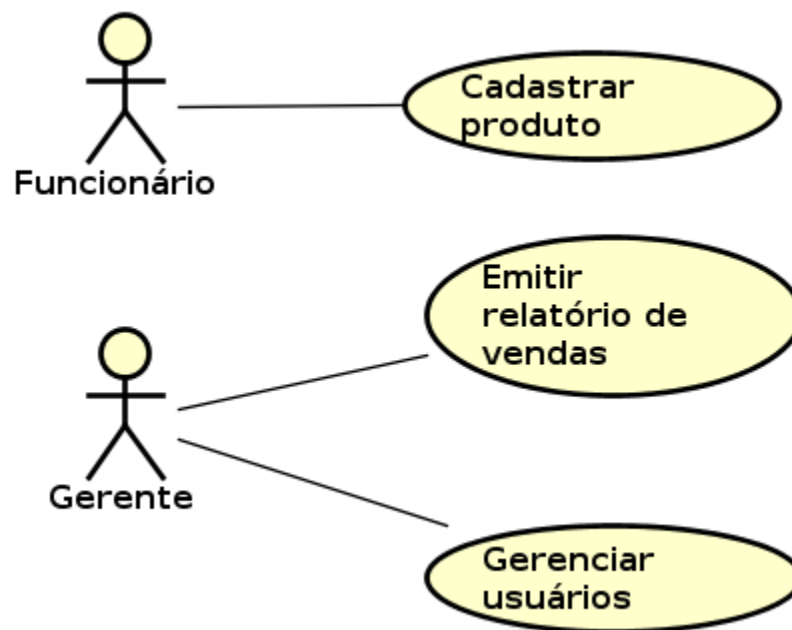 Cadastrar
produto
Funcionário
Emitir
relatório de
vendas
Gerente
Gerenciar
usuários